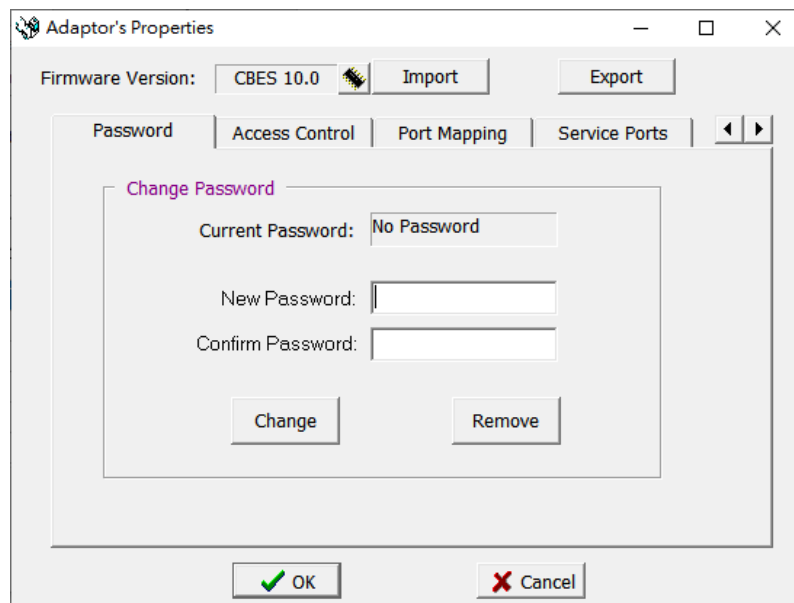 Adaptor's Properties
Firmware Version: CBES 10.0 Import Export
Password Access Control Port Mapping Service Ports
Change Password
Current Password: No Password
New Password:
Confirm Password:
Change Remove
OK Cancel